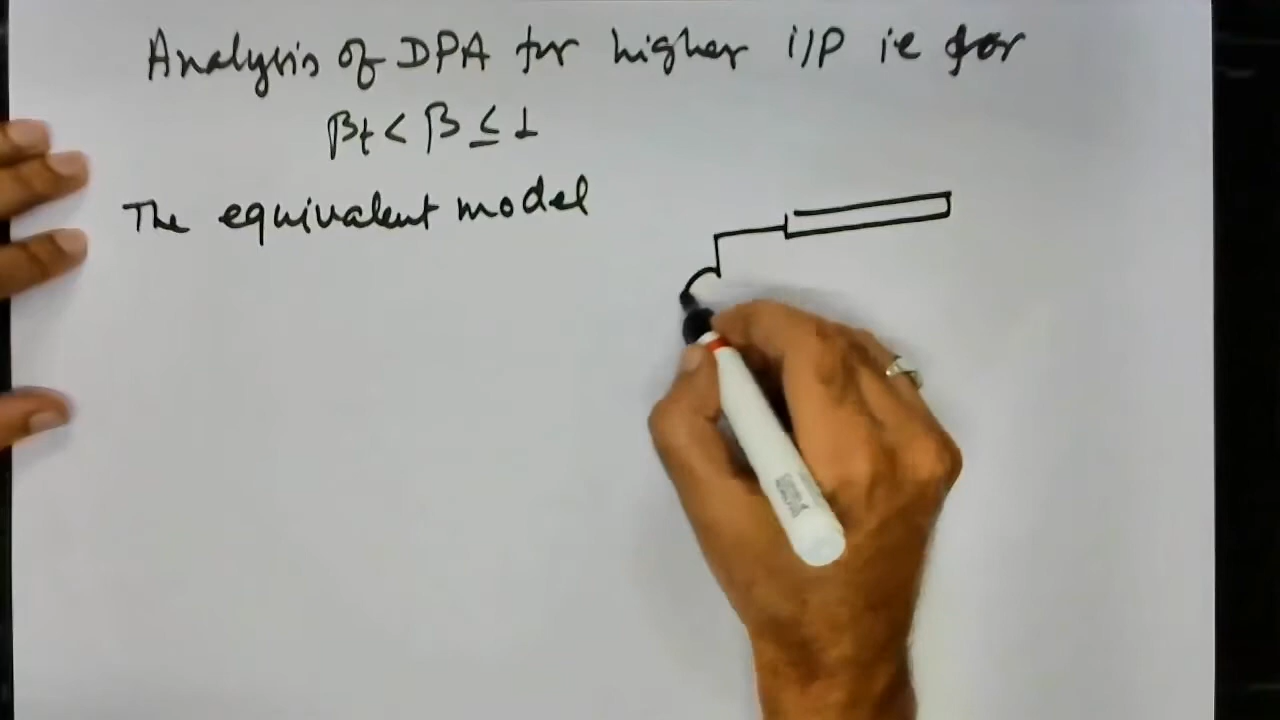 Analysis of DPA for higher i/p ie for
βt < β ≤ 1
The equivalent model